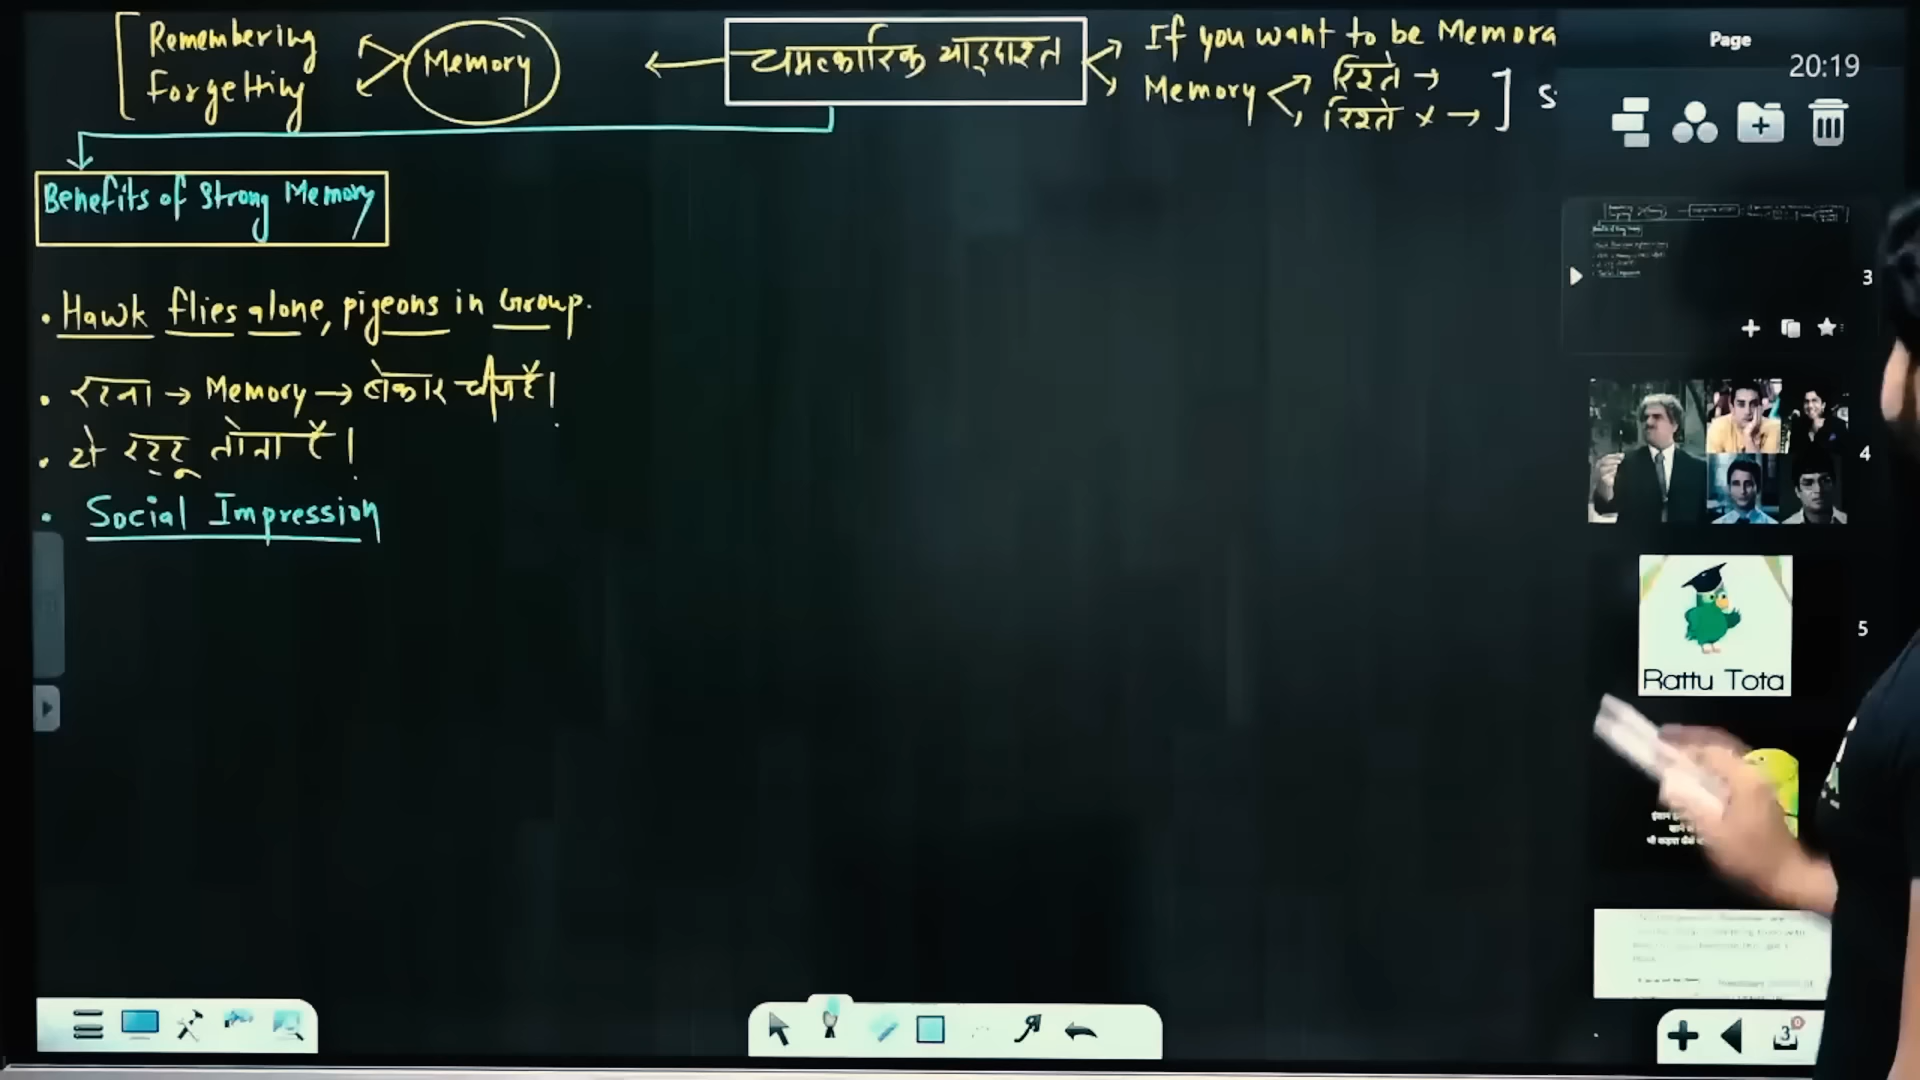 Remembering
Forgetting
Memory
चमत्कारिक याद्दाश्त
If you want to be Memora
Memory
रिश्ते →
रिश्ते × →
S
Benefits of Strong Memory
• Hawk flies alone, pigeons in Group.
• रटना → Memory → बेकार चीज है।
• ये रट्टू तोता है।
• Social Impression
Page
20:19
3
4
5
Rattu Tota
3